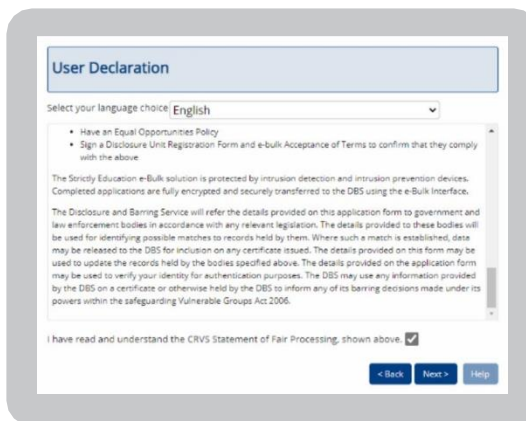 User Declaration
Select your language choice English
Have an Equal Opportunities Policy
Sign a Disclosure Unit Registration Form and e-bulk Acceptance of Terms to confirm that they comply
with the above
The Strictly Education e-Bulk solution is protected by intrusion detection and intrusion prevention devices.
Completed applications are fully encrypted and securely transferred to the DBS using the e-Bulk Interface.
The Disclosure and Barring Service will refer the details provided on this application form to government and
law enforcement bodies in accordance with any relevant legislation. The details provided to these bodies will
be used for identifying possible matches to records held by them. Where such a match is established, data
may be released to the DBS for inclusion on any certificate issued. The details provided on this form may be
used to update the records held by the bodies specified above. The details provided on the application form
may be used to verify your identity for authentication purposes. The DBS may use any information provided
by the DBS on a certificate or otherwise held by the DBS to inform any of its barring decisions made under its
powers within the safeguarding Vulnerable Groups Act 2006.
I have read and understand the CRVS Statement of Fair Processing, shown above.
< Back Next > Help